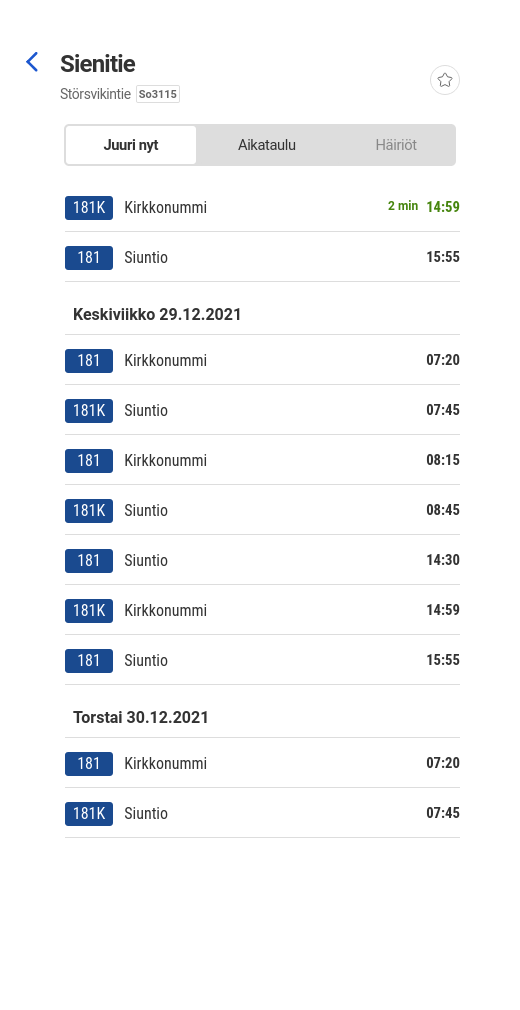 Sienitie
Störsvikintie So3115
Juuri nyt Aikataulu Häiriöt
181K Kirkkonummi 2 min 14:59
181 Siuntio 15:55
Keskiviikko 29.12.2021
181 Kirkkonummi 07:20
181K Siuntio 07:45
181 Kirkkonummi 08:15
181K Siuntio 08:45
181 Siuntio 14:30
181K Kirkkonummi 14:59
181 Siuntio 15:55
Torstai 30.12.2021
181 Kirkkonummi 07:20
181K Siuntio 07:45